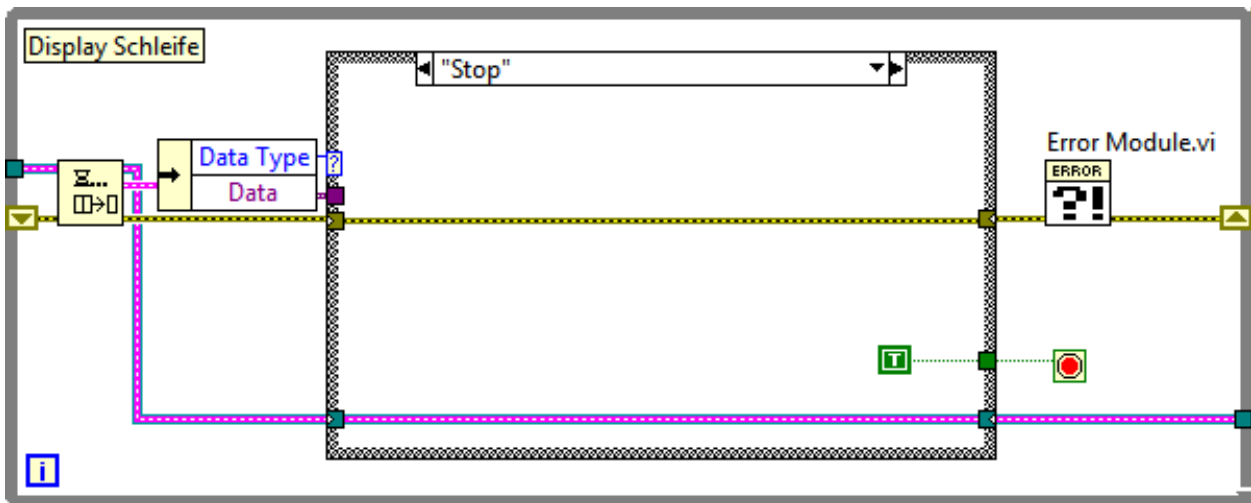 Display Schleife
"Stop"
Data Type
?
Data
Error Module.vi
ERROR
?!
T
i